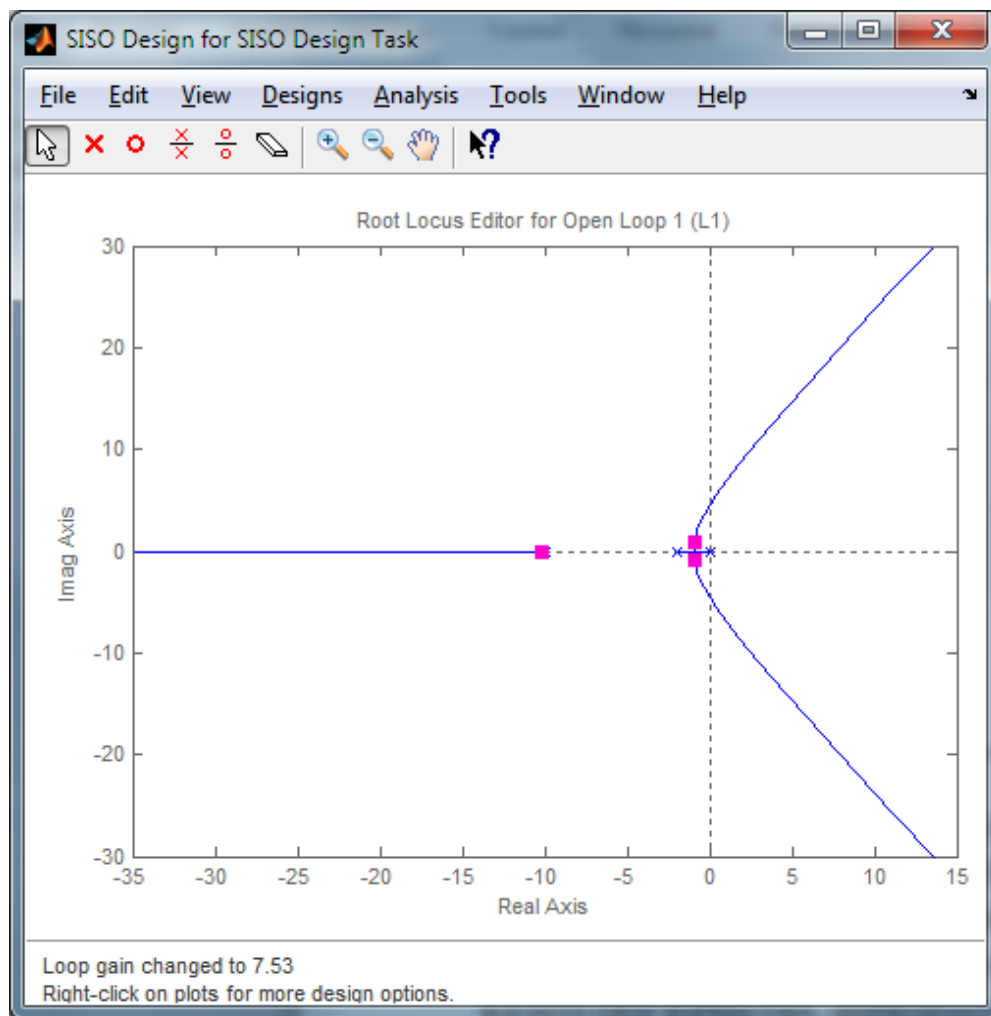 SISO Design for SISO Design Task
File Edit View Designs Analysis Tools Window Help
Root Locus Editor for Open Loop 1 (L1)
30
20
10
0
-10
-20
-30
Imag Axis
-35 -30 -25 -20 -15 -10 -5 0 5 10 15
Real Axis
Loop gain changed to 7.53
Right-click on plots for more design options.